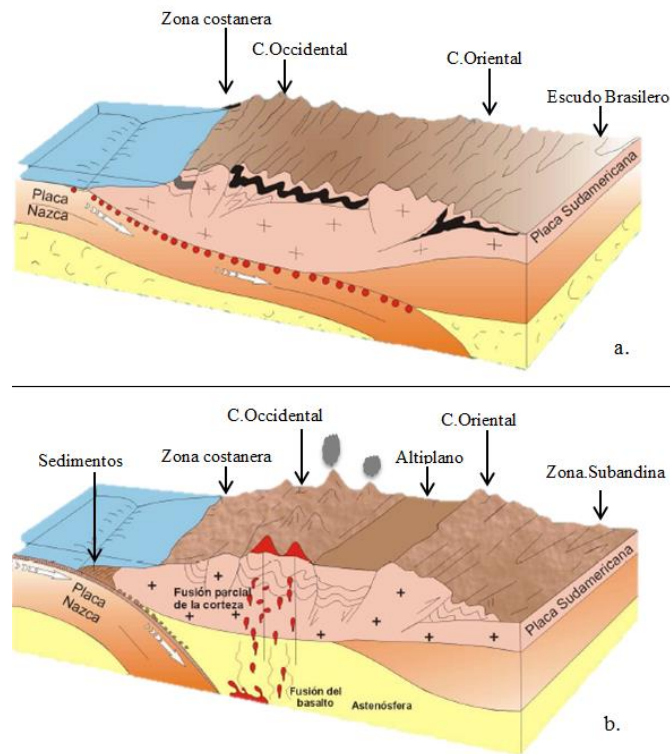 Zona costanera
C.Occidental
C.Oriental
Escudo Brasilero
Placa
Nazca
Placa Sudamericana
a.
C.Occidental
C.Oriental
Sedimentos
Zona costanera
Altiplano
Zona.Subandina
Placa
Nazca
Fusión parcial
de la corteza
Placa Sudamericana
Fusión del
basalto
Astenósfera
b.